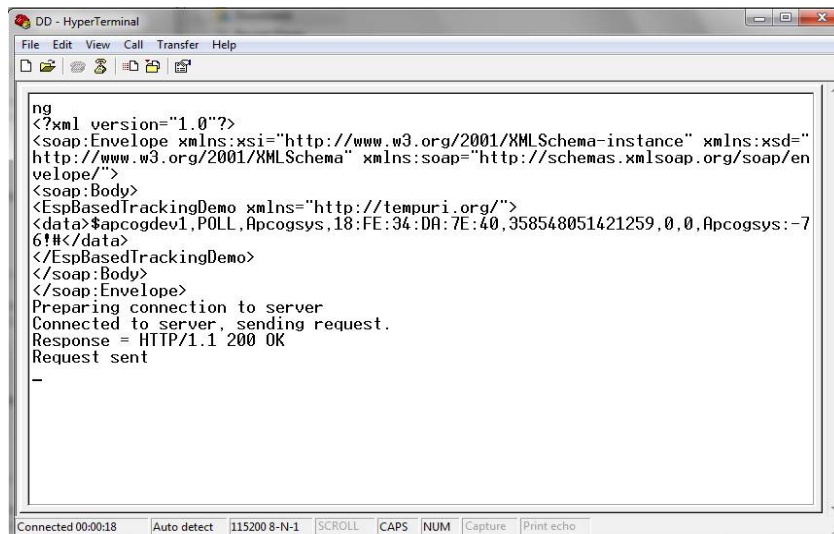 DD - HyperTerminal
File Edit View Call Transfer Help
ng
<?xml version="1.0"?>
<soap:Envelope xmlns:xsi="http://www.w3.org/2001/XMLSchema-instance" xmlns:xsd="
http://www.w3.org/2001/XMLSchema" xmlns:soap="http://schemas.xmlsoap.org/soap/en
velope/">
<soap:Body>
<EspBasedTrackingDemo xmlns="http://tempuri.org/">
<data>$apcogdev1,POLL,Apcogsys,18:FE:34:DA:7E:40,358548051421259,0,0,Apcogsys:-7
6!#</data>
</EspBasedTrackingDemo>
</soap:Body>
</soap:Envelope>
Preparing connection to server
Connected to server, sending request.
Response = HTTP/1.1 200 OK
Request sent
_
Connected 00:00:18 Auto detect 115200 8-N-1 SCROLL CAPS NUM Capture Print echo